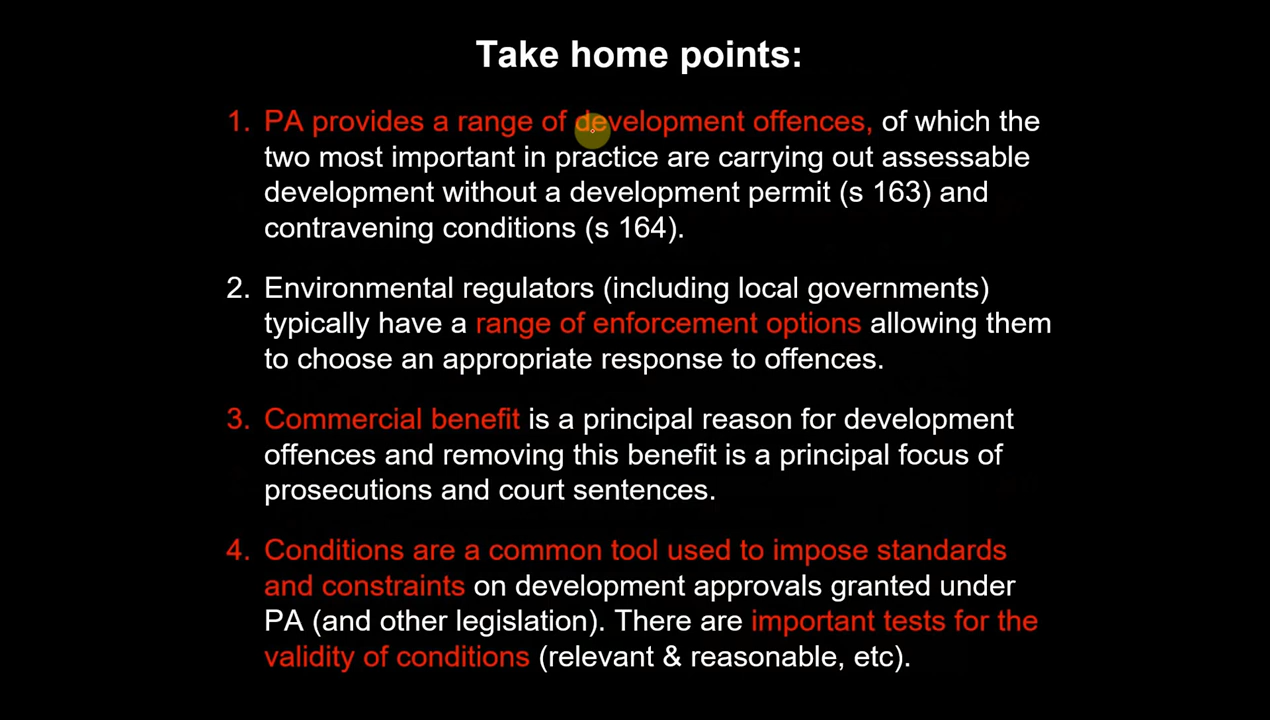 Take home points:
1. PA provides a range of development offences, of which the
two most important in practice are carrying out assessable
development without a development permit (s 163) and
contravening conditions (s 164).
2. Environmental regulators (including local governments)
typically have a range of enforcement options allowing them
to choose an appropriate response to offences.
3. Commercial benefit is a principal reason for development
offences and removing this benefit is a principal focus of
prosecutions and court sentences.
4. Conditions are a common tool used to impose standards
and constraints on development approvals granted under
PA (and other legislation). There are important tests for the
validity of conditions (relevant & reasonable, etc).